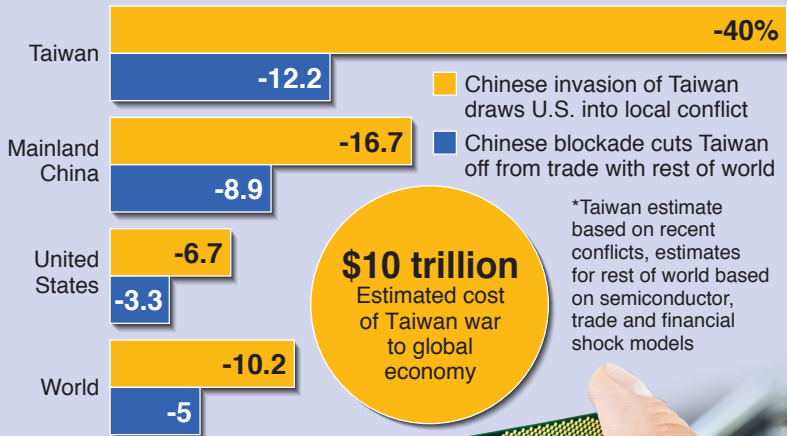 Taiwan
-40%
-12.2
Chinese invasion of Taiwan
draws U.S. into local conflict
Chinese blockade cuts Taiwan
off from trade with rest of world
Mainland
China
-16.7
-8.9
United
States
-6.7
-3.3
World
-10.2
-5
$10 trillion
Estimated cost
of Taiwan war
to global
economy
*Taiwan estimate
based on recent
conflicts, estimates
for rest of world based
on semiconductor,
trade and financial
shock models